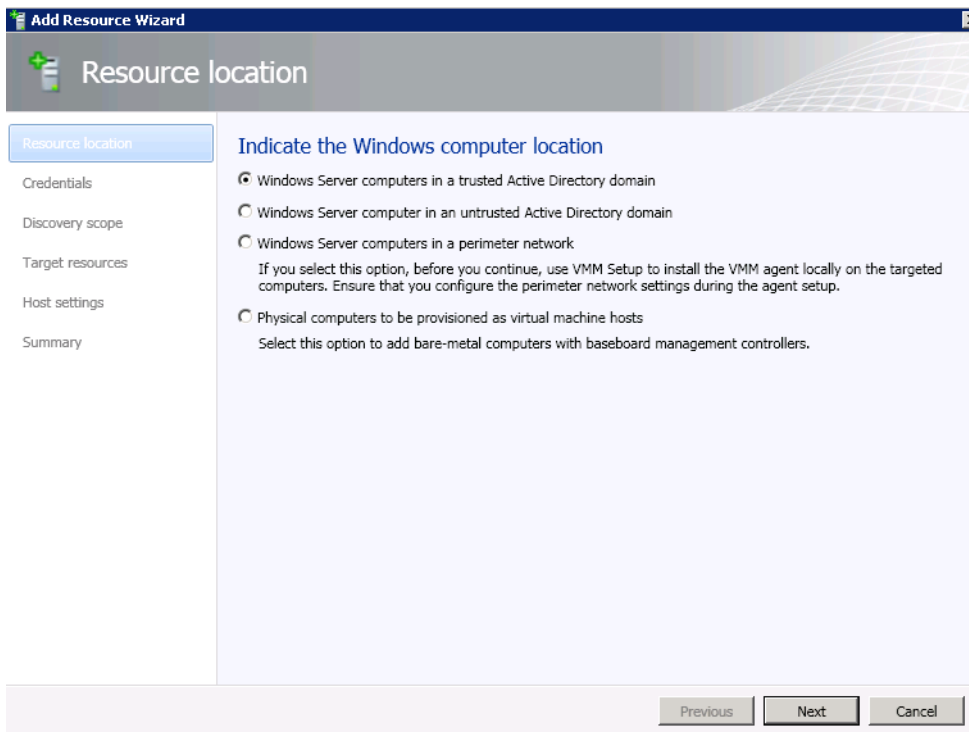 Add Resource Wizard
Resource location
Resource location
Credentials
Discovery scope
Target resources
Host settings
Summary
Indicate the Windows computer location
Windows Server computers in a trusted Active Directory domain
Windows Server computer in an untrusted Active Directory domain
Windows Server computers in a perimeter network
If you select this option, before you continue, use VMM Setup to install the VMM agent locally on the targeted
computers. Ensure that you configure the perimeter network settings during the agent setup.
Physical computers to be provisioned as virtual machine hosts
Select this option to add bare-metal computers with baseboard management controllers.
Previous
Next
Cancel